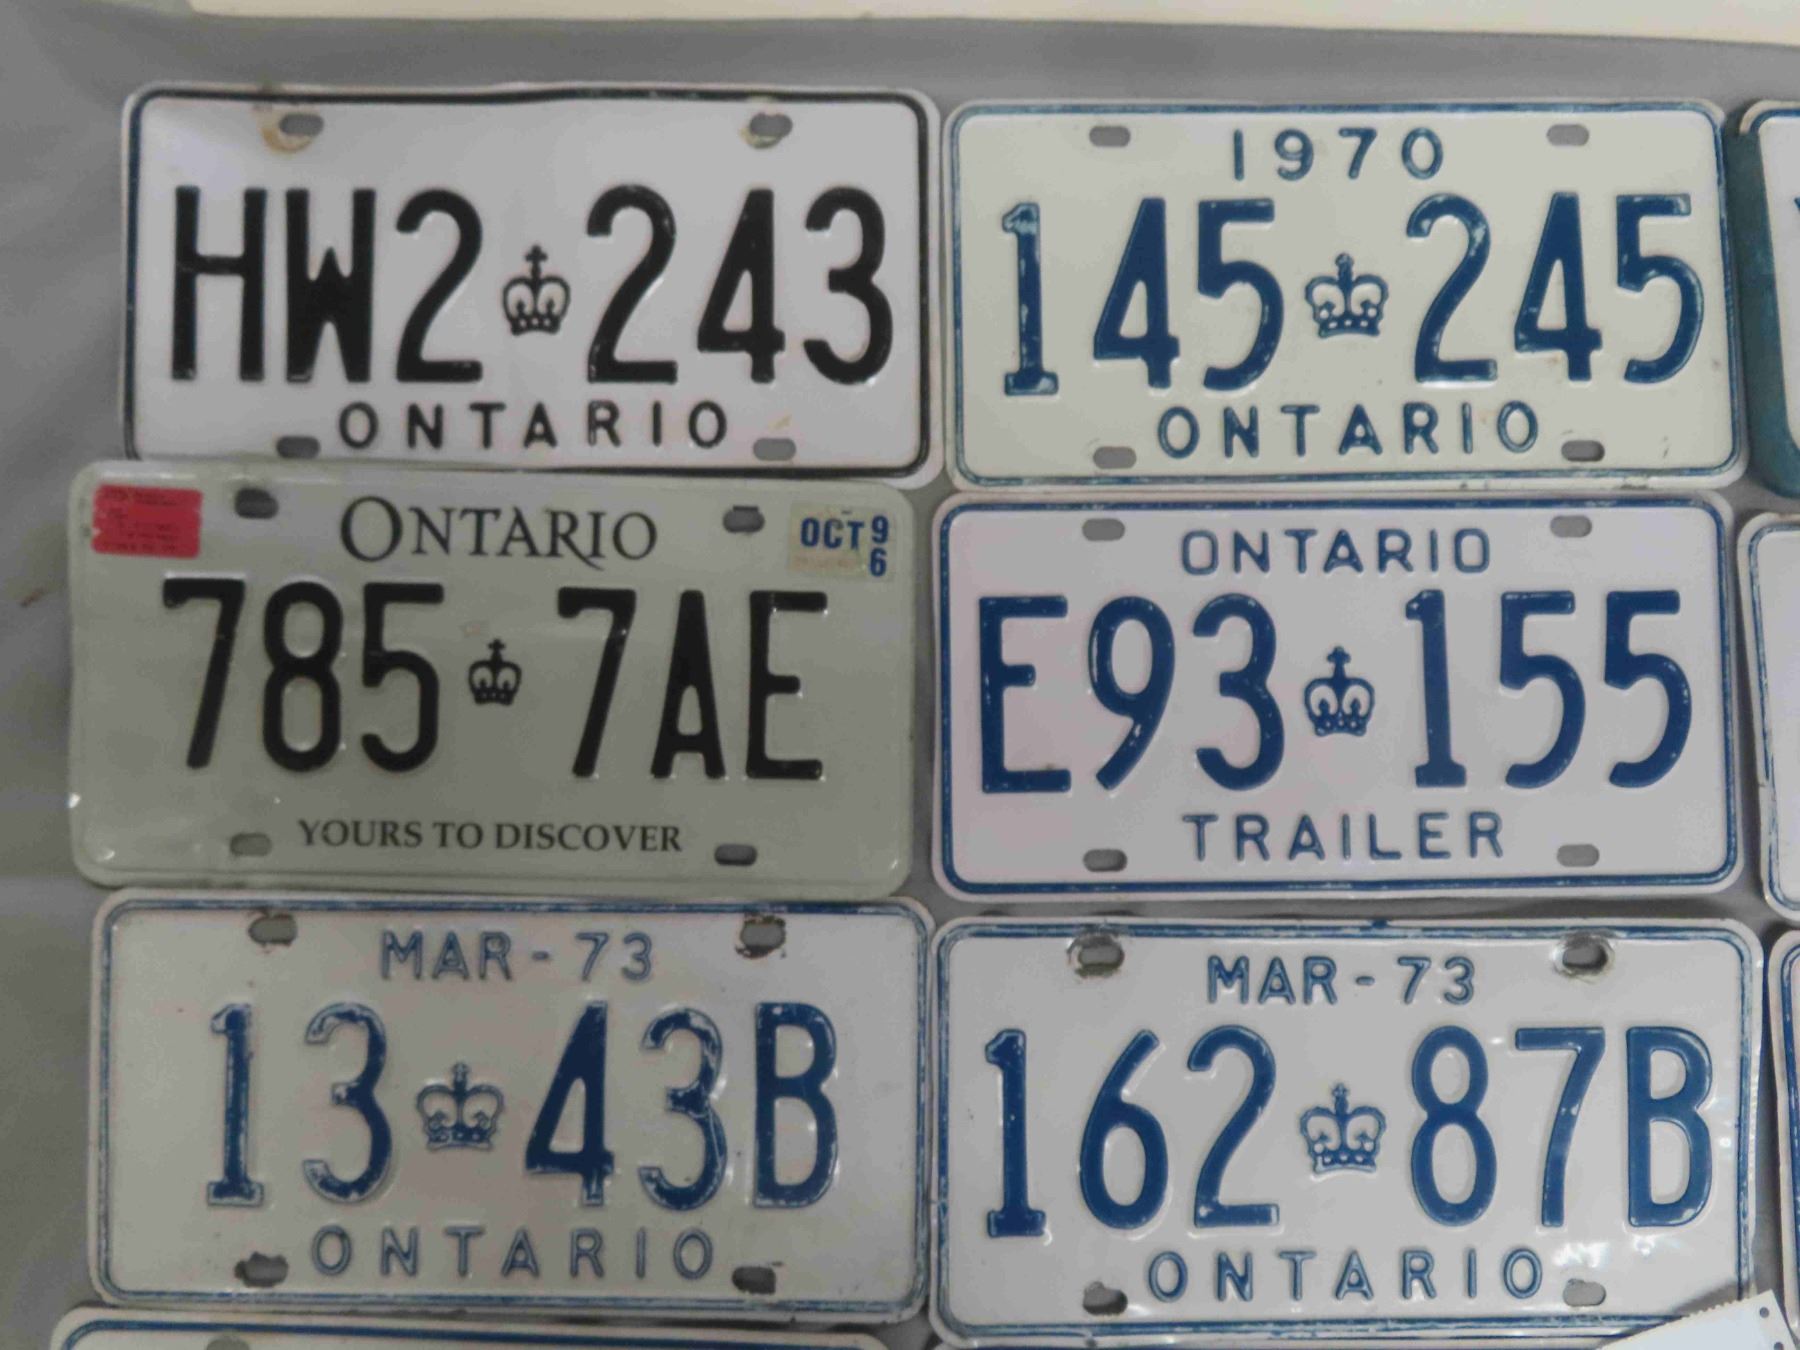 HW2 243
ONTARIO
1970
145 245
ONTARIO
ONTARIO
OCT 96
785 7AE
YOURS TO DISCOVER
ONTARIO
E93 155
TRAILER
MAR - 73
13 43B
ONTARIO
MAR - 73
162 87B
ONTARIO